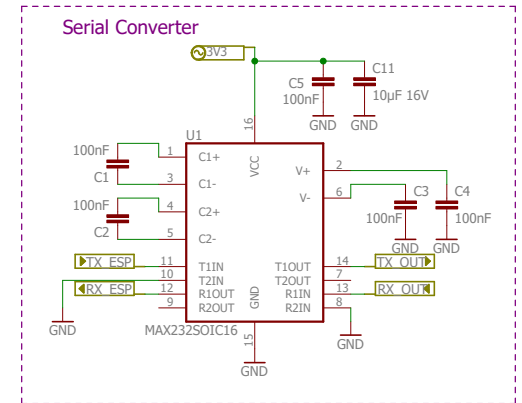 Serial Converter
3V3
C5
100nF
C11
10µF 16V
GND
GND
16
U1
VCC
100nF
C1
1
C1+
3
C1-
100nF
C2
4
C2+
5
C2-
V+
2
V-
6
C3
100nF
GND
C4
100nF
GND
TX_ESP
11
T1IN
T1OUT
14
TX_OUT
10
T2IN
T2OUT
7
RX_ESP
12
R1OUT
R1IN
13
RX_OUT
9
R2OUT
R2IN
8
GND
GND
GND
MAX232SOIC16
15
GND